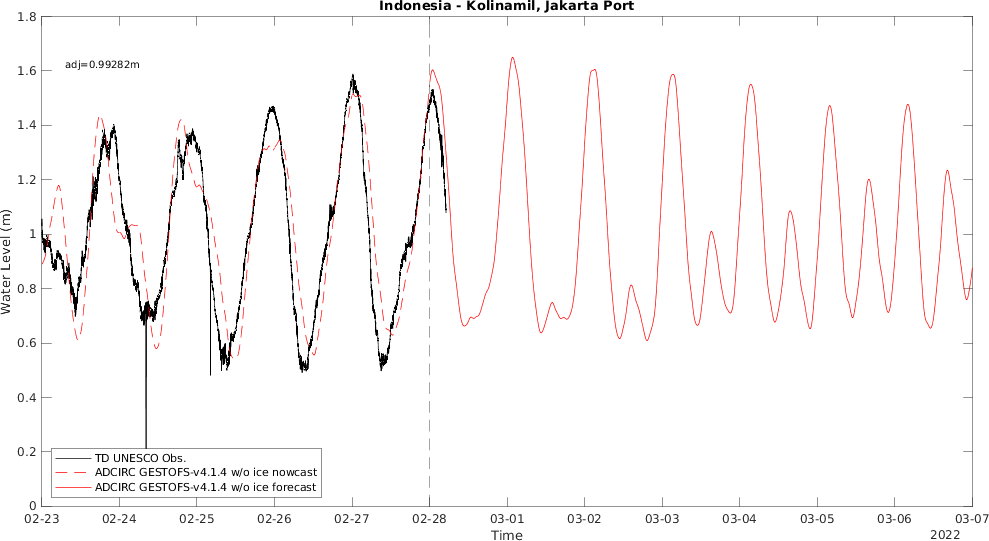 Indonesia - Kolinamil, Jakarta Port
1.8
1.6
1.4
1.2
1
0.8
0.6
0.4
0.2
0
Water Level (m)
adj=0.99282m
TD UNESCO Obs.
ADCIRC GESTOFS-v4.1.4 w/o ice nowcast
ADCIRC GESTOFS-v4.1.4 w/o ice forecast
02-23 02-24 02-25 02-26 02-27 02-28 03-01 03-02 03-03 03-04 03-05 03-06 03-07
Time
2022